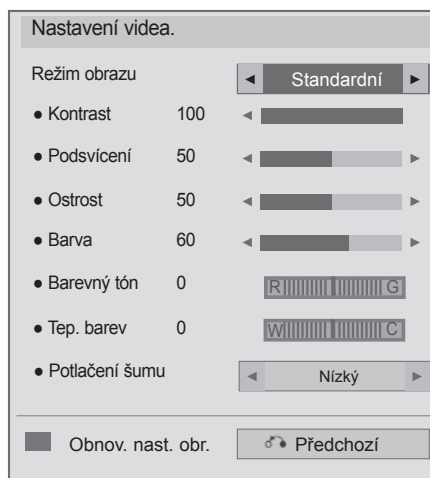 Nastavení videa.
Režim obrazu ◄ Standardní ►
● Kontrast 100 ◄
● Podsvícení 50 ◄ ►
● Ostrost 50 ◄ ►
● Barva 60 ◄ ►
● Barevný tón 0 R G
● Tep. barev 0 W C
● Potlačení šumu ◄ Nízký ►
Obnov. nast. obr. Předchozí